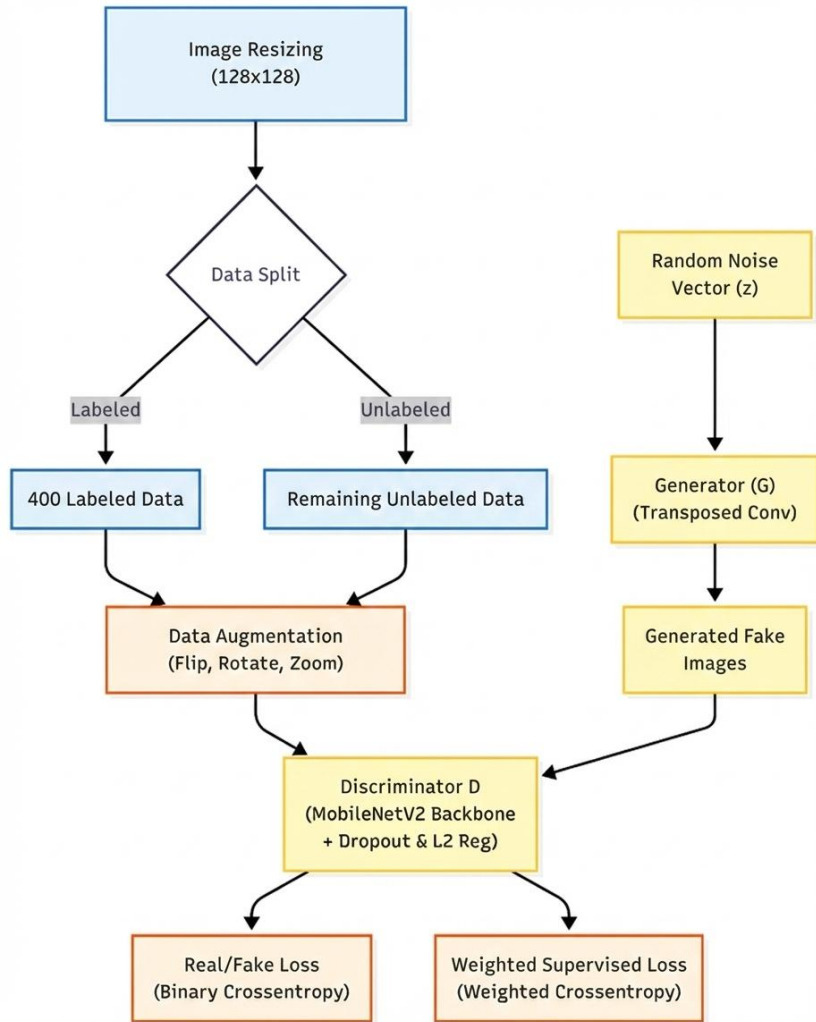 Image Resizing
(128x128)
Data Split
Random Noise
Vector (z)
Labeled
Unlabeled
400 Labeled Data
Remaining Unlabeled Data
Generator (G)
(Transposed Conv)
Data Augmentation
(Flip, Rotate, Zoom)
Generated Fake
Images
Discriminator D
(MobileNetV2 Backbone
+ Dropout & L2 Reg)
Real/Fake Loss
(Binary Crossentropy)
Weighted Supervised Loss
(Weighted Crossentropy)